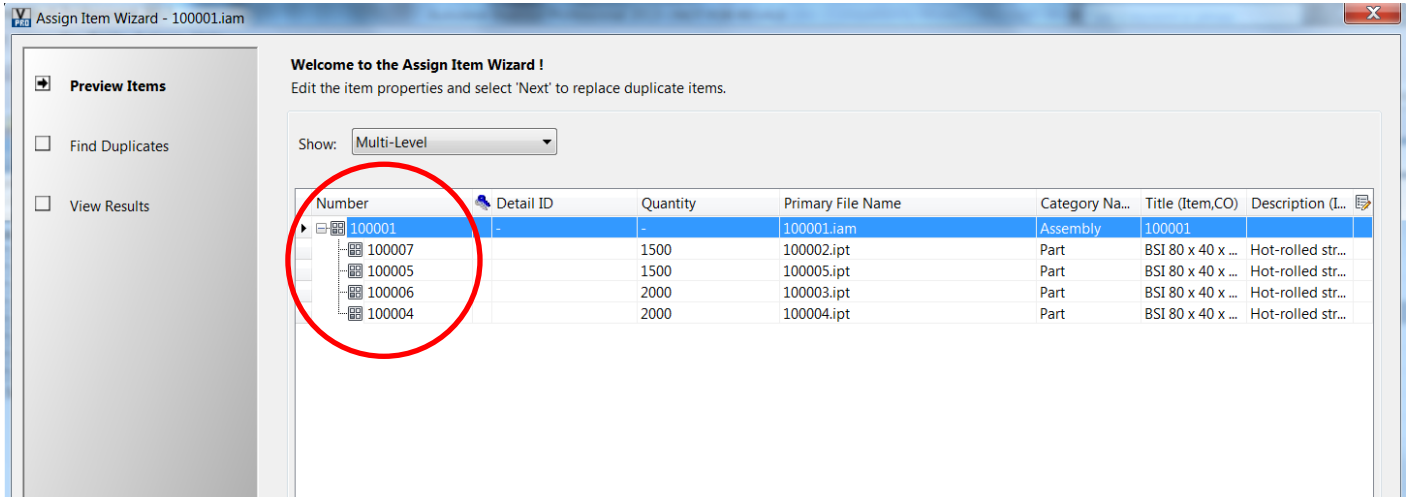 Assign Item Wizard - 100001.iam
Preview Items
Find Duplicates
View Results
Welcome to the Assign Item Wizard !
Edit the item properties and select 'Next' to replace duplicate items.
Show: Multi-Level
Number Detail ID Quantity Primary File Name Category Na... Title (Item,CO) Description (I...
100001 - - 100001.iam Assembly 100001
100007 1500 100002.ipt Part BSI 80 x 40 x ... Hot-rolled str...
100005 1500 100005.ipt Part BSI 80 x 40 x ... Hot-rolled str...
100006 2000 100003.ipt Part BSI 80 x 40 x ... Hot-rolled str...
100004 2000 100004.ipt Part BSI 80 x 40 x ... Hot-rolled str...